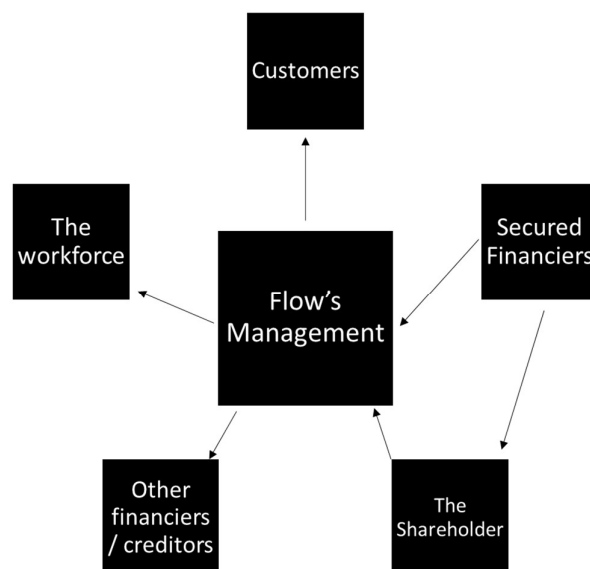 Customers
The
workforce
Secured
Financiers
Flow’s
Management
Other
financiers
/ creditors
The
Shareholder